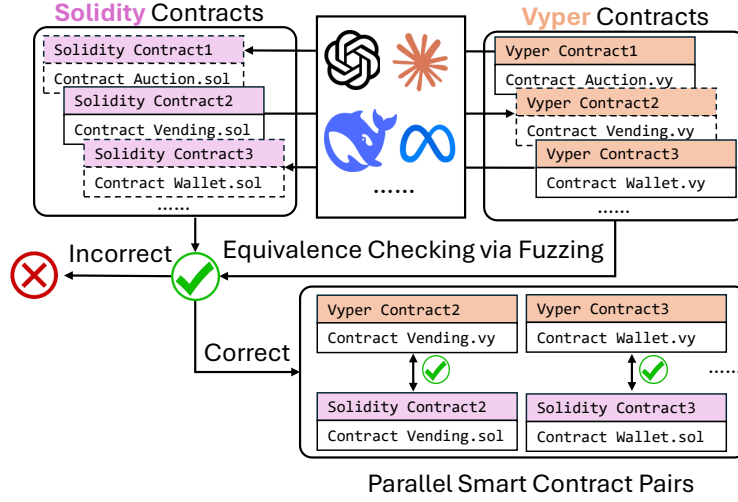 Solidity Contracts
Vyper Contracts
Solidity Contract1
Contract Auction.sol
Solidity Contract2
Contract Vending.sol
Solidity Contract3
Contract Wallet.sol
......
......
Vyper Contract1
Contract Auction.vy
Vyper Contract2
Contract Vending.vy
Vyper Contract3
Contract Wallet.vy
......
Incorrect
Equivalence Checking via Fuzzing
Correct
Vyper Contract2
Contract Vending.vy
Solidity Contract2
Contract Vending.sol
Vyper Contract3
Contract Wallet.vy
Solidity Contract3
Contract Wallet.sol
......
Parallel Smart Contract Pairs